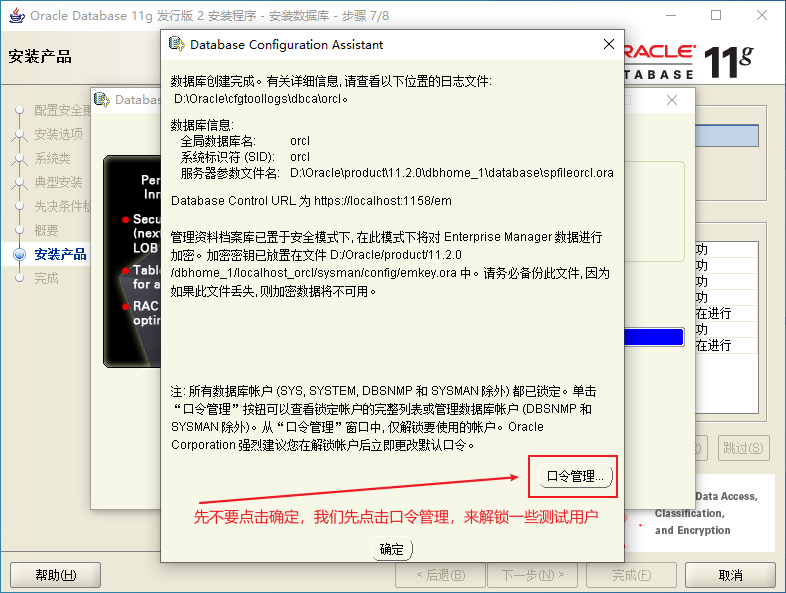 Oracle Database 11g 发行版 2 安装程序 - 安装数据库 - 步骤 7/8
安装产品
ORACLE
DATABASE 11g
配置安全更
安装选项
系统类
典型安装
先决条件检
概要
安装产品
完成
Databas
Secu
(nex
LOB
Tabl
for a
RAC
optin
Database Configuration Assistant
数据库创建完成。有关详细信息, 请查看以下位置的日志文件:
D:\Oracle\cfgtoollogs\dbca\orcl。
数据库信息:
全局数据库名: orcl
系统标识符 (SID): orcl
服务器参数文件名: D:\Oracle\product\11.2.0\dbhome_1\database\spfileorcl.ora
Database Control URL 为 https://localhost:1158/em
管理资料档案库已置于安全模式下, 在此模式下将对 Enterprise Manager 数据进行
加密。加密密钥已放置在文件 D:/Oracle/product/11.2.0
/dbhome_1/localhost_orcl/sysman/config/emkey.ora 中。请务必备份此文件, 因为
如果此文件丢失, 则加密数据将不可用。
注: 所有数据库帐户 (SYS, SYSTEM, DBSNMP 和 SYSMAN 除外) 都已锁定。单击
“口令管理”按钮可以查看锁定帐户的完整列表或管理数据库帐户 (DBSNMP 和
SYSMAN 除外)。从“口令管理”窗口中, 仅解锁要使用的帐户。Oracle
Corporation 强烈建议您在解锁帐户后立即更改默认口令。
口令管理...
先不要点击确定，我们先点击口令管理，来解锁一些测试用户
确定
功
功
功
功
在进行
功
在进行
跳过(S)
Data Access,
Classification,
and Encryption
帮助(H)
< 后退(B)
下一步(N) >
完成(F)
取消